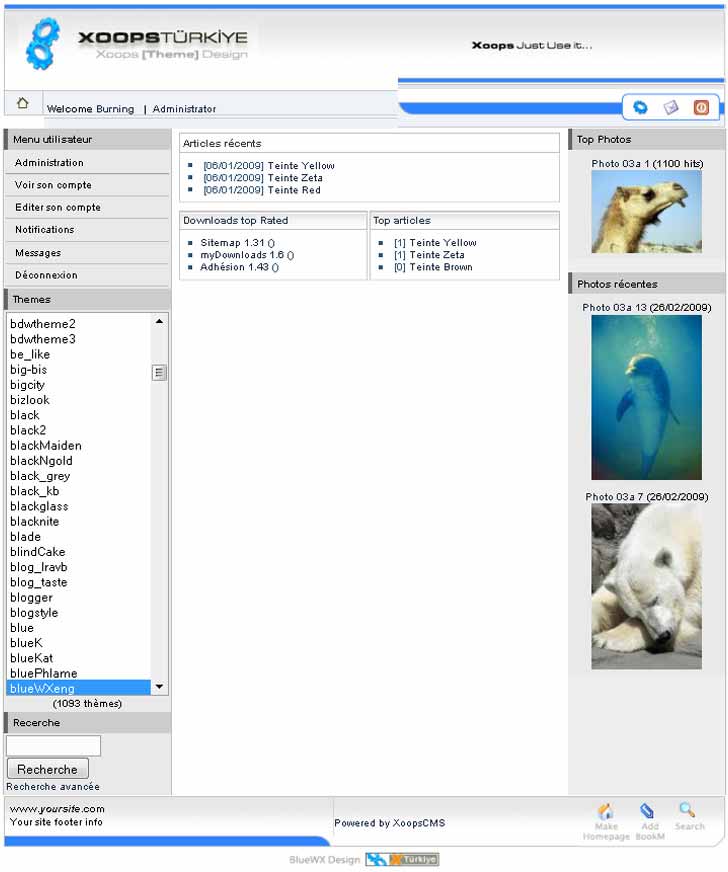 XOOPSTÜRKİYE
Xoops [Theme] Design
Xoops Just Use it...
Welcome Burning | Administrator
Menu utilisateur
Administration
Voir son compte
Editer son compte
Notifications
Messages
Déconnexion
Themes
bdwtheme2
bdwtheme3
be_like
big-bis
bigcity
bizlook
black
black2
blackMaiden
blackNgold
black_grey
black_kb
blackglass
blacknite
blade
blindCake
blog_lravb
blog_taste
blogger
blogstyle
blue
blueK
blueKat
bluePhlame
blueWXeng
(1093 thèmes)
Recerche
Recherche
Recherche avancée
Articles récents
[06/01/2009] Teinte Yellow
[06/01/2009] Teinte Zeta
[06/01/2009] Teinte Red
Downloads top Rated
Sitemap 1.31 ()
myDownloads 1.6 ()
Adhésion 1.43 ()
Top articles
[1] Teinte Yellow
[1] Teinte Zeta
[0] Teinte Brown
Top Photos
Photo 03a 1 (1100 hits)
Photos récentes
Photo 03a 13 (26/02/2009)
Photo 03a 7 (26/02/2009)
www.yoursite.com
Your site footer info
Powered by XoopsCMS
Make Homepage
Add BookM
Search
BlueWX Design
Türkiye